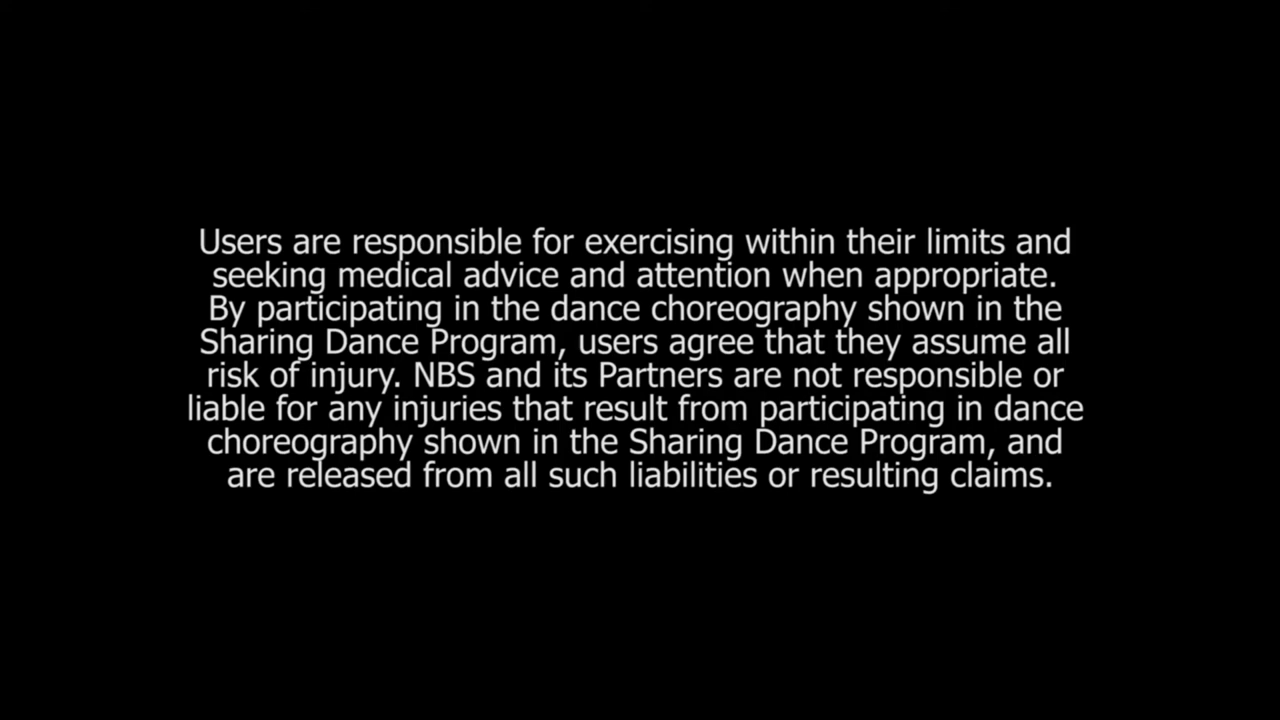 Users are responsible for exercising within their limits and
seeking medical advice and attention when appropriate.
By participating in the dance choreography shown in the
Sharing Dance Program, users agree that they assume all
risk of injury. NBS and its Partners are not responsible or
liable for any injuries that result from participating in dance
choreography shown in the Sharing Dance Program, and
are released from all such liabilities or resulting claims.